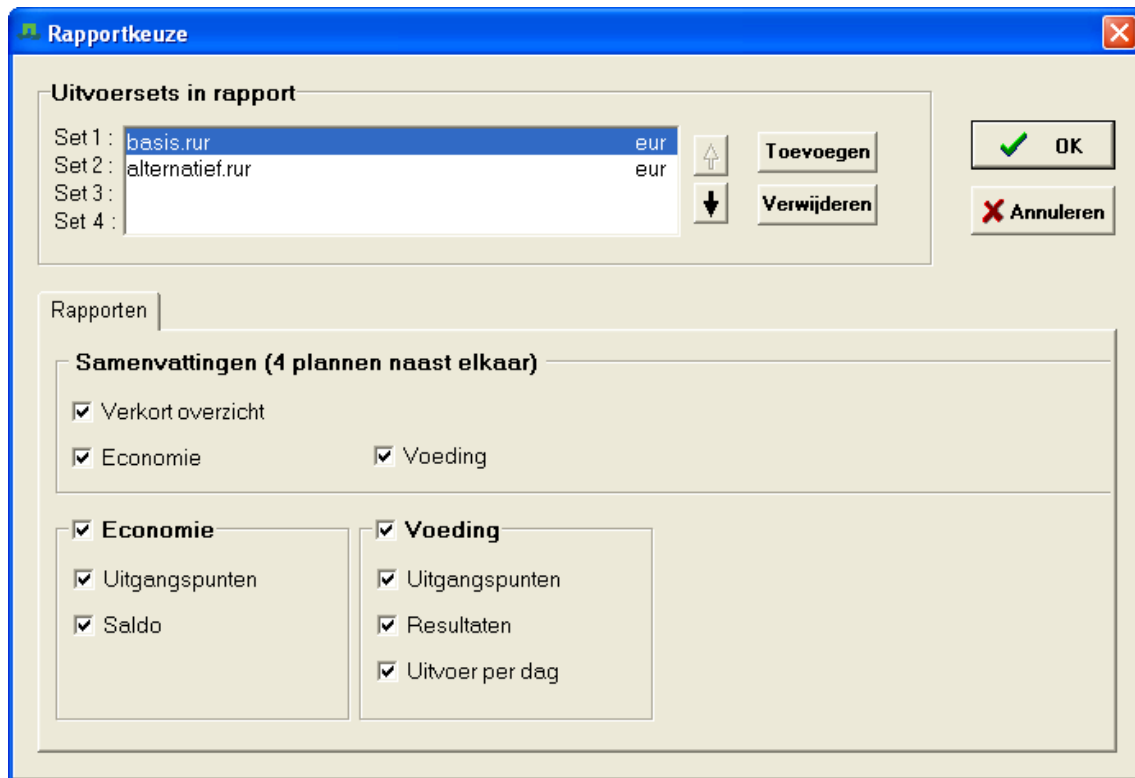 Rapportkeuze
Uitvoersets in rapport
Set 1 : basis.rur eur
Set 2 : alternatief.rur eur
Set 3 :
Set 4 :
Toevoegen
Verwijderen
OK
Annuleren
Rapporten
Samenvattingen (4 plannen naast elkaar)
Verkort overzicht
Economie Voeding
Economie
Uitgangspunten
Saldo
Voeding
Uitgangspunten
Resultaten
Uitvoer per dag